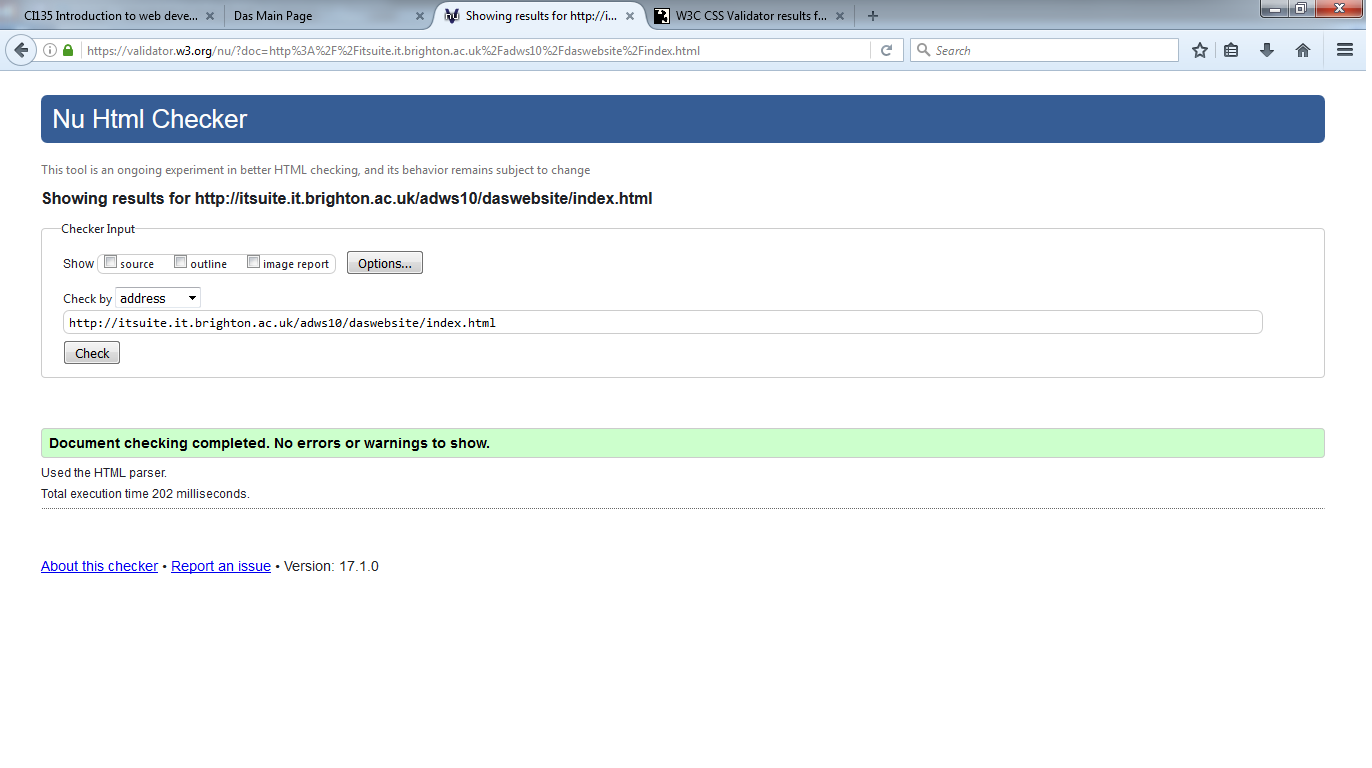 CI135 Introduction to web deve...
Das Main Page
Showing results for http://i...
W3C CSS Validator results f...
https://validator.w3.org/nu/?doc=http%3A%2F%2Fitsuite.it.brighton.ac.uk%2Fadws10%2Fdaswebsite%2Findex.html
Search
Nu Html Checker
This tool is an ongoing experiment in better HTML checking, and its behavior remains subject to change
Showing results for http://itsuite.it.brighton.ac.uk/adws10/daswebsite/index.html
Checker Input
Show source outline image report Options...
Check by address
http://itsuite.it.brighton.ac.uk/adws10/daswebsite/index.html
Check
Document checking completed. No errors or warnings to show.
Used the HTML parser.
Total execution time 202 milliseconds.
About this checker • Report an issue • Version: 17.1.0